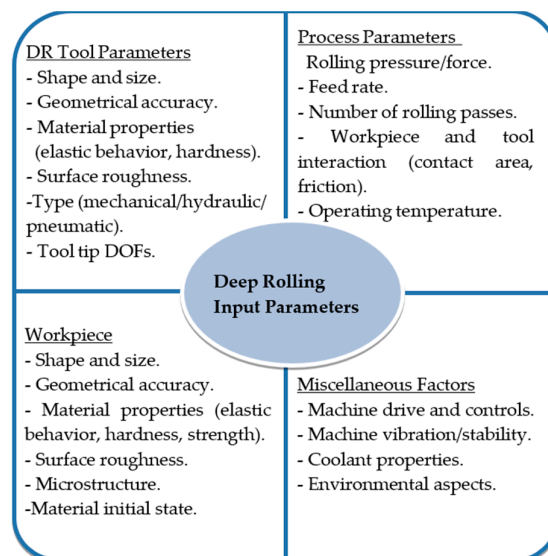 DR Tool Parameters
- Shape and size.
- Geometrical accuracy.
- Material properties
(elastic behavior, hardness).
- Surface roughness.
-Type (mechanical/hydraulic/
pneumatic).
- Tool tip DOFs.
Process Parameters
Rolling pressure/force.
- Feed rate.
- Number of rolling passes.
- Workpiece and tool
interaction (contact area,
friction).
- Operating temperature.
Deep Rolling
Input Parameters
Workpiece
- Shape and size.
- Geometrical accuracy.
- Material properties (elastic
behavior, hardness, strength).
- Surface roughness.
- Microstructure.
-Material initial state.
Miscellaneous Factors
- Machine drive and controls.
- Machine vibration/stability.
- Coolant properties.
- Environmental aspects.